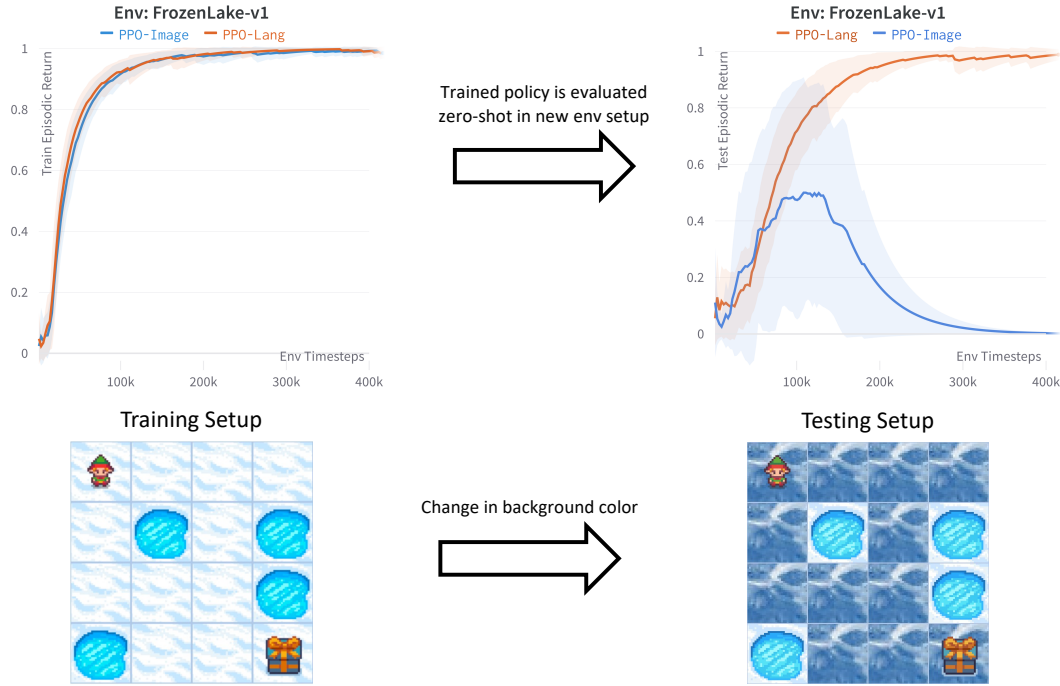 Env: FrozenLake-v1
PPO-Image PPO-Lang
Train Episodic Return
1
0.8
0.6
0.4
0.2
0
Env Timesteps
100k 200k 300k 400k
Trained policy is evaluated
zero-shot in new env setup
Env: FrozenLake-v1
PPO-Lang PPO-Image
Test Episodic Return
1
0.8
0.6
0.4
0.2
0
Env Timesteps
100k 200k 300k 400k
Training Setup
Change in background color
Testing Setup